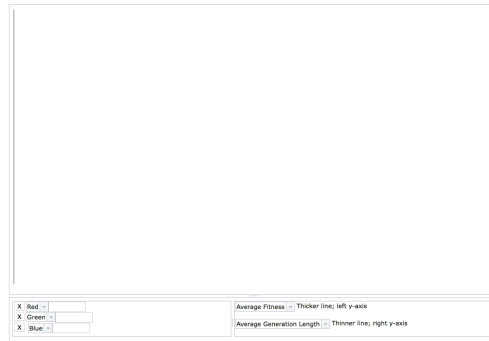 X Red
X Green
X Blue
Average Fitness Thicker line; left y-axis
Average Generation Length Thinner line; right y-axis